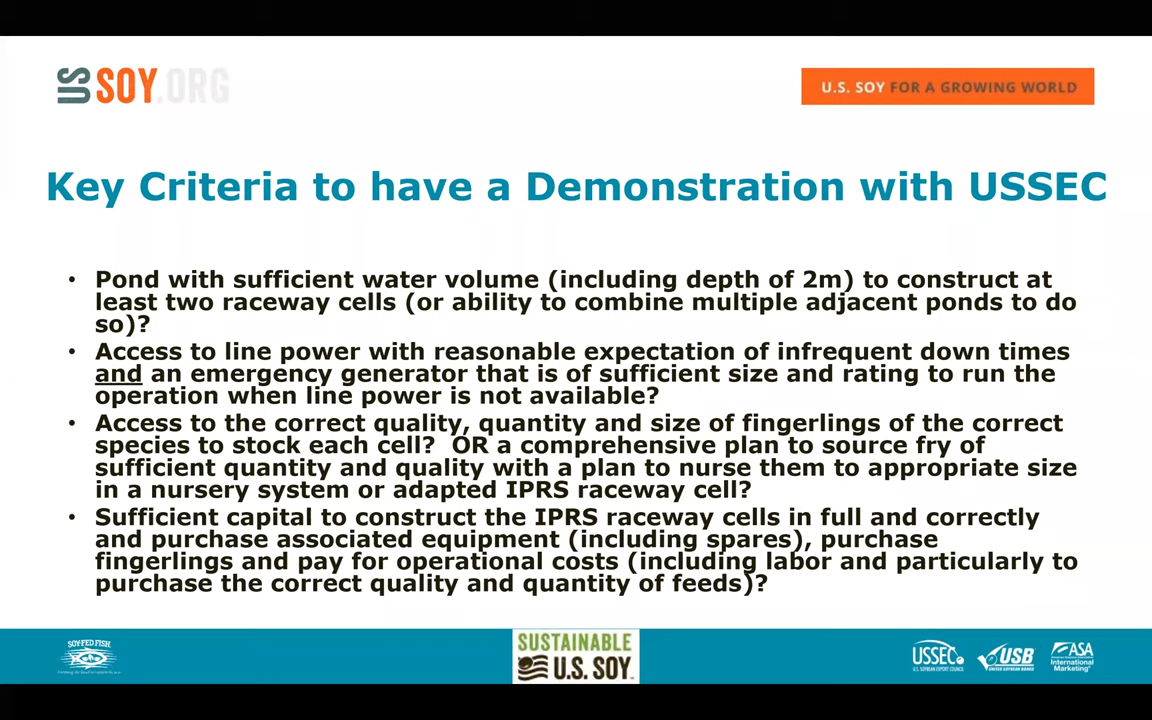 US SOY.ORG
U.S. SOY FOR A GROWING WORLD
Key Criteria to have a Demonstration with USSEC
• Pond with sufficient water volume (including depth of 2m) to construct at
least two raceway cells (or ability to combine multiple adjacent ponds to do
so)?
• Access to line power with reasonable expectation of infrequent down times
and an emergency generator that is of sufficient size and rating to run the
operation when line power is not available?
• Access to the correct quality, quantity and size of fingerlings of the correct
species to stock each cell?  OR a comprehensive plan to source fry of
sufficient quantity and quality with a plan to nurse them to appropriate size
in a nursery system or adapted IPRS raceway cell?
• Sufficient capital to construct the IPRS raceway cells in full and correctly
and purchase associated equipment (including spares), purchase
fingerlings and pay for operational costs (including labor and particularly to
purchase the correct quality and quantity of feeds)?
SOY-FED FISH
SUSTAINABLE
U.S. SOY
USSEC
U.S. SOYBEAN EXPORT COUNCIL
USB
UNITED SOYBEAN BOARD
ASA
International
Marketing